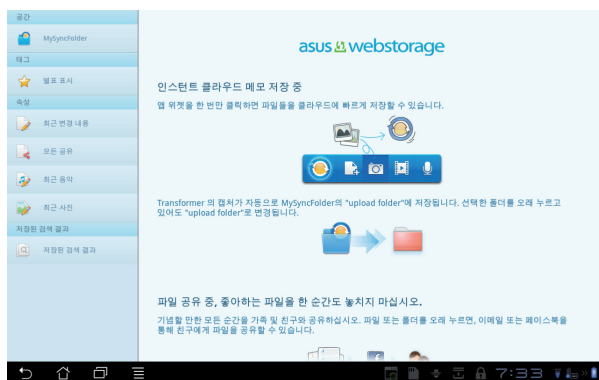 공간
MySyncFolder
태그
별표 표시
속성
최근 변경 내용
모든 공유
최근 음악
최근 사진
저장된 검색 결과
저장된 검색 결과
asus webstorage
인스턴트 클라우드 메모 저장 중
앱 위젯을 한 번만 클릭하면 파일들을 클라우드에 빠르게 저장할 수 있습니다.
Transformer 의 캡처가 자동으로 MySyncFolder의 "upload folder"에 저장됩니다. 선택한 폴더를 오래 누르고
있어도 "upload folder"로 변경됩니다.
파일 공유 중, 좋아하는 파일을 한 순간도 놓치지 마십시오.
기념할 만한 모든 순간을 가족 및 친구와 공유하십시오. 파일 또는 폴더를 오래 누르면, 이메일 또는 페이스북을
통해 친구에게 파일을 공유할 수 있습니다.
7:33